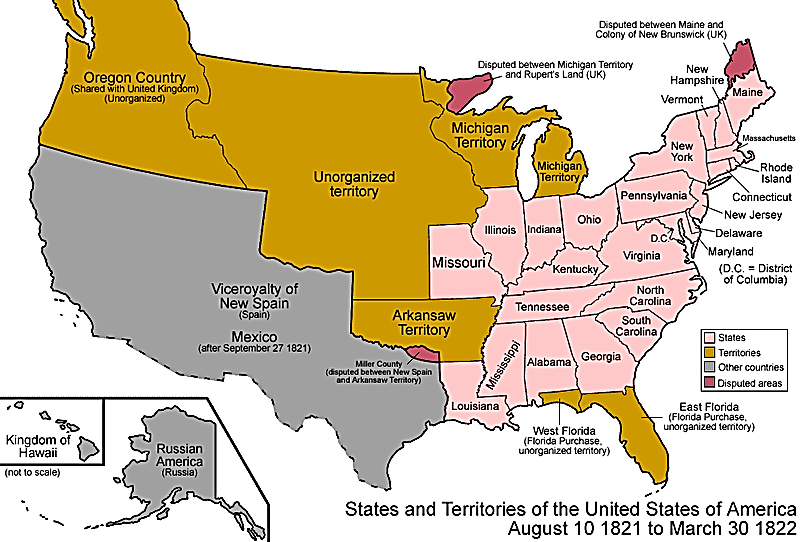 Disputed between Maine and
Colony of New Brunswick (UK)
Disputed between Michigan Territory
and Rupert's Land (UK)
Oregon Country
(Shared with United Kingdom)
(Unorganized)
New
Hampshire
Maine
Vermont
Michigan
Territory
Massachusetts
New
York
Michigan
Territory
Rhode
Island
Unorganized
territory
Pennsylvania
Connecticut
New Jersey
Ohio
Illinois
Indiana
Delaware
D.C.
Maryland
Virginia
Missouri
Kentucky
(D.C. = District
of Columbia)
Viceroyalty of
New Spain
(Spain)
Mexico
(after September 27 1821)
North
Carolina
Tennessee
Arkansaw
Territory
South
Carolina
States
Territories
Other countries
Disputed areas
Miller County
(disputed between New Spain
and Arkansaw Territory)
Mississippi
Alabama
Georgia
Louisiana
East Florida
(Florida Purchase,
unorganized territory)
West Florida
(Florida Purchase,
unorganized territory)
Kingdom of
Hawaii
(not to scale)
Russian
America
(Russia)
States and Territories of the United States of America
August 10 1821 to March 30 1822